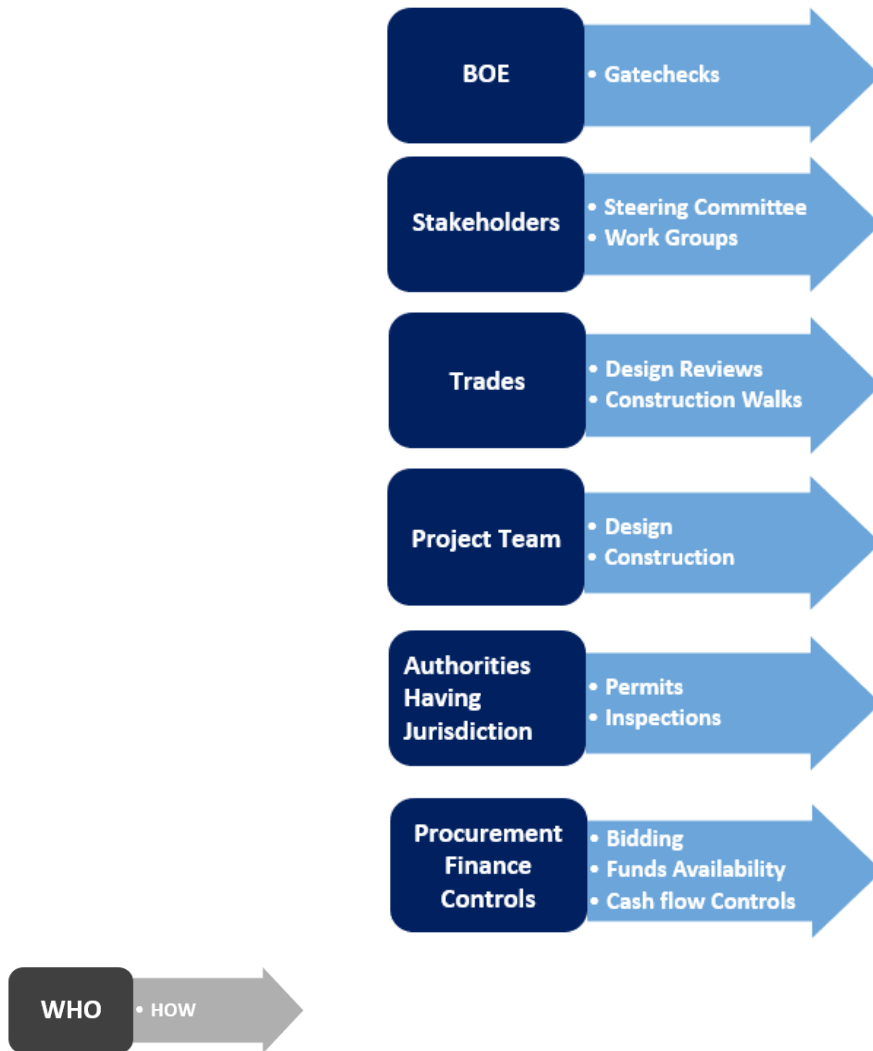 BOE
• Gatechecks
Stakeholders
• Steering Committee
• Work Groups
Trades
• Design Reviews
• Construction Walks
Project Team
• Design
• Construction
Authorities
Having
Jurisdiction
• Permits
• Inspections
Procurement
Finance
Controls
• Bidding
• Funds Availability
• Cash flow Controls
WHO
• HOW